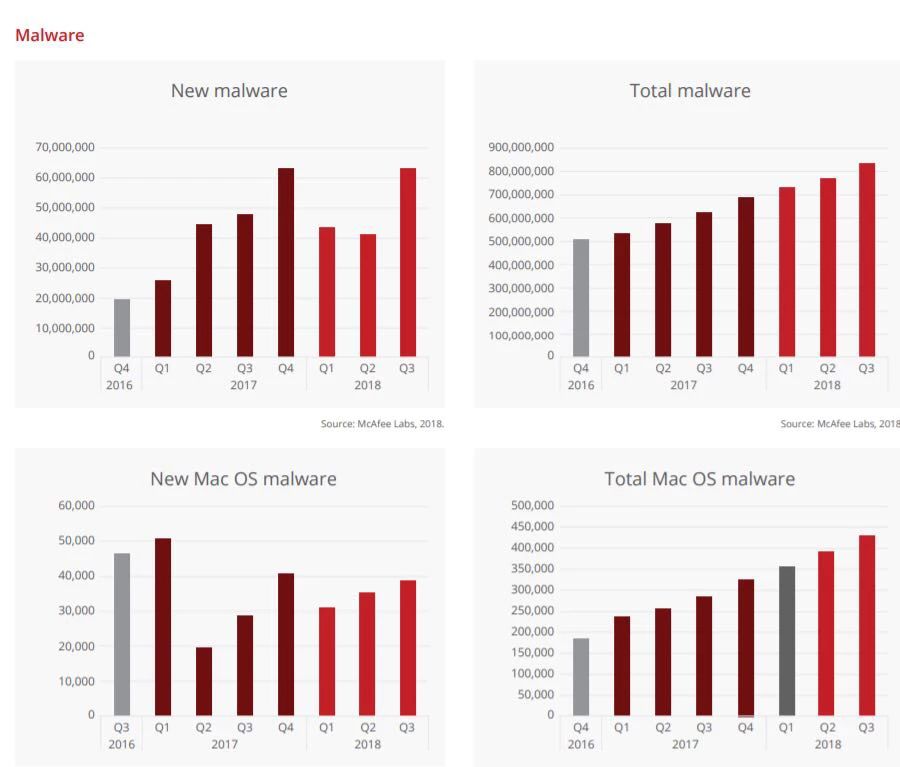 Malware
New malware
70,000,000
60,000,000
50,000,000
40,000,000
30,000,000
20,000,000
10,000,000
0
Q4 Q1 Q2 Q3 Q4 Q1 Q2 Q3
2016 2017 2018
Source: McAfee Labs, 2018.
Total malware
900,000,000
800,000,000
700,000,000
600,000,000
500,000,000
400,000,000
300,000,000
200,000,000
100,000,000
0
Q4 Q1 Q2 Q3 Q4 Q1 Q2 Q3
2016 2017 2018
Source: McAfee Labs, 2018
New Mac OS malware
60,000
50,000
40,000
30,000
20,000
10,000
0
Q3 Q1 Q2 Q3 Q4 Q1 Q2 Q3
2016 2017 2018
Total Mac OS malware
500,000
450,000
400,000
350,000
300,000
250,000
200,000
150,000
100,000
50,000
0
Q4 Q1 Q2 Q3 Q4 Q1 Q2 Q3
2016 2017 2018